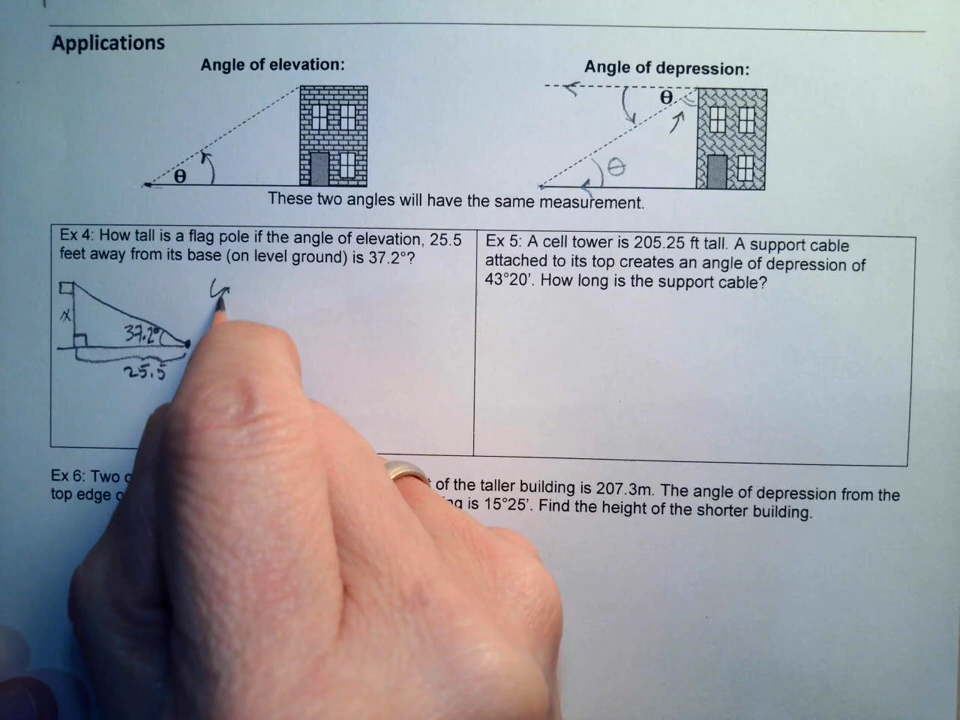 Applications
Angle of elevation:
Angle of depression:
θ
θ
θ
These two angles will have the same measurement.
Ex 4: How tall is a flag pole if the angle of elevation, 25.5
feet away from its base (on level ground) is 37.2°?
x
37.2°
25.5
Ex 5: A cell tower is 205.25 ft tall. A support cable
attached to its top creates an angle of depression of
43°20'. How long is the support cable?
Ex 6: Two of the taller building is 207.3m. The angle of depression from the
top edge is 15°25'. Find the height of the shorter building.